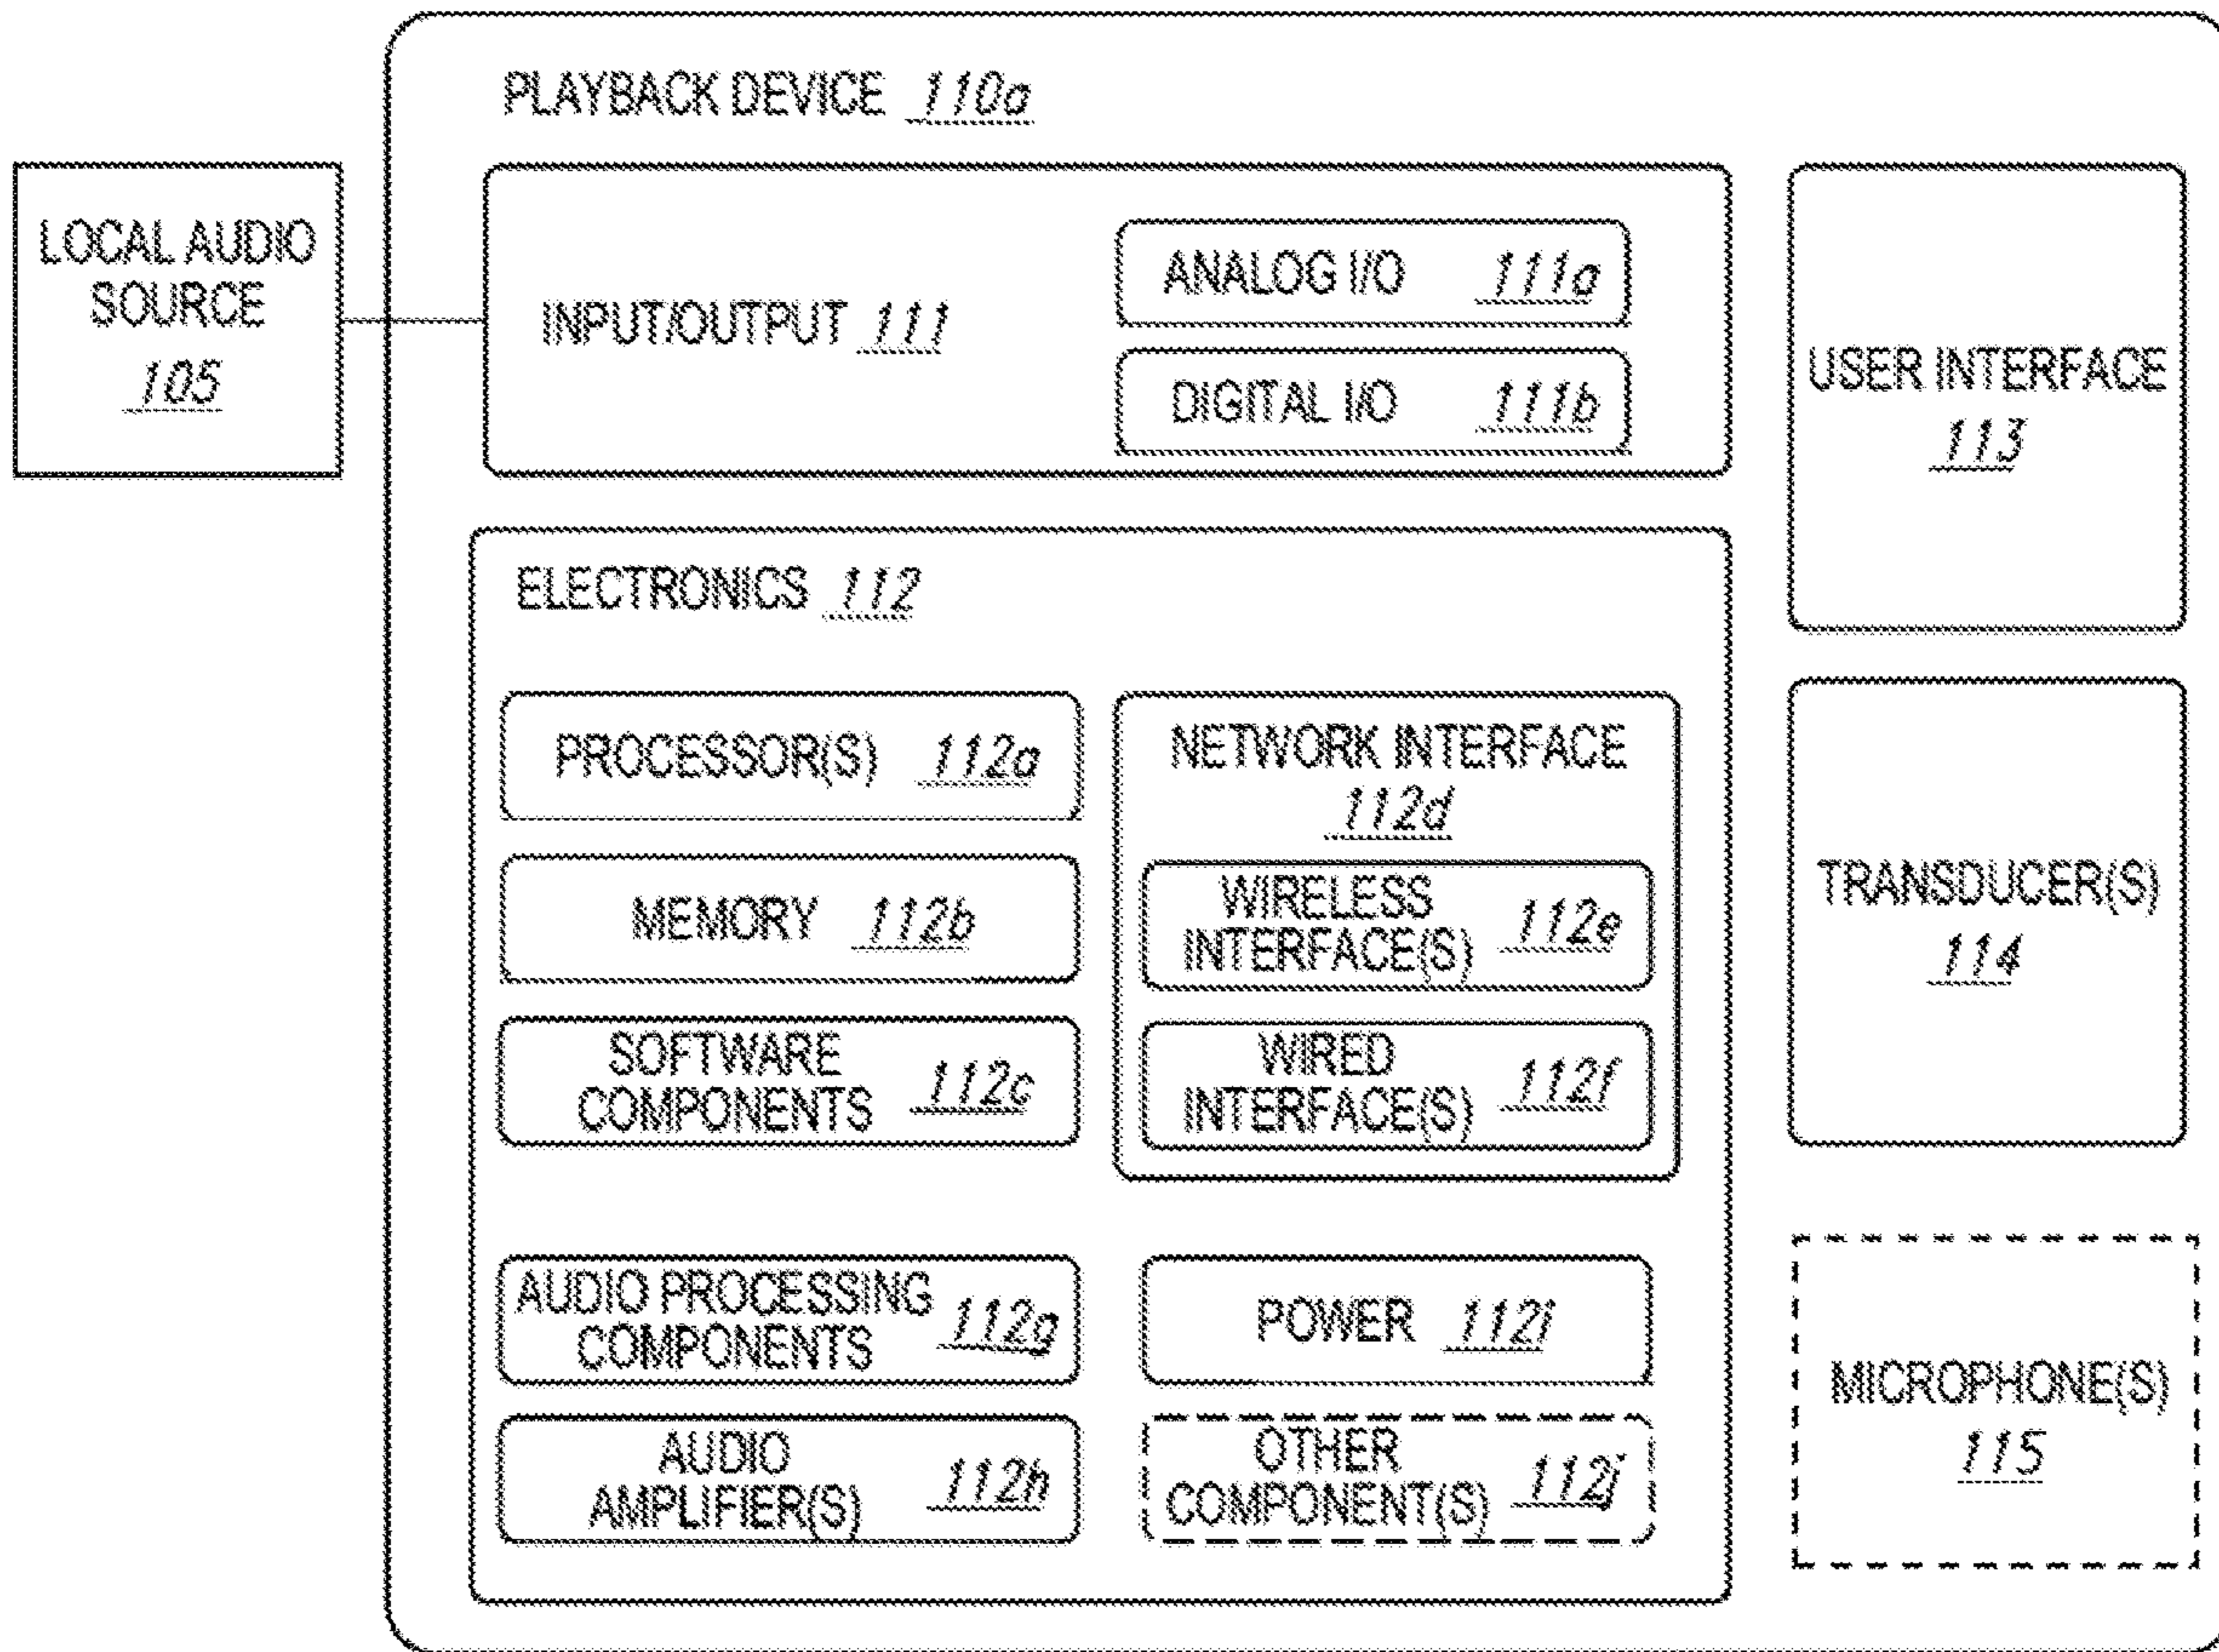 PLAYBACK DEVICE 110a
LOCAL AUDIO
SOURCE
105
INPUT/OUTPUT 111
ANALOG I/O 111a
DIGITAL I/O 111b
USER INTERFACE
113
ELECTRONICS 112
PROCESSOR(S) 112a
MEMORY 112b
SOFTWARE
COMPONENTS 112c
NETWORK INTERFACE
112d
WIRELESS
INTERFACE(S) 112e
WIRED
INTERFACE(S) 112f
TRANSDUCER(S)
114
AUDIO PROCESSING
COMPONENTS 112g
AUDIO
AMPLIFIER(S) 112h
POWER 112i
OTHER
COMPONENT(S) 112j
MICROPHONE(S)
115